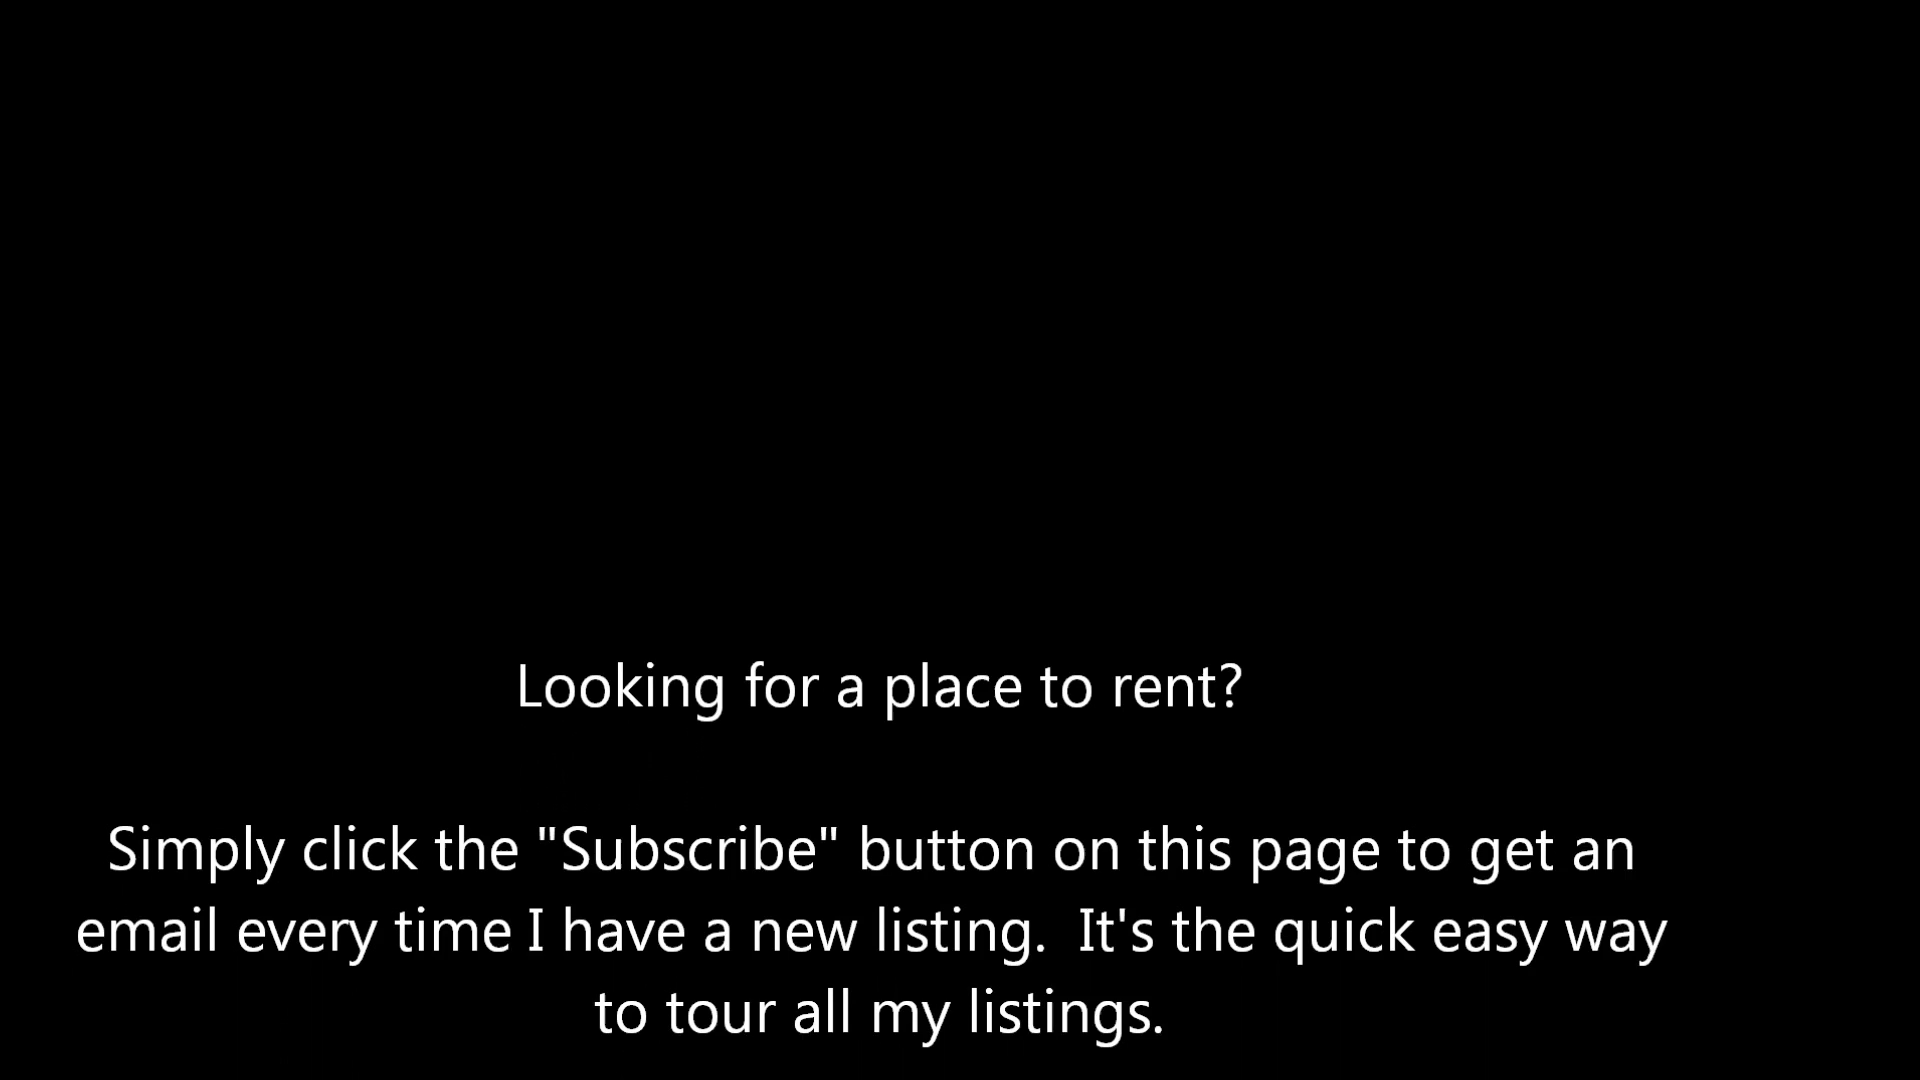 Looking for a place to rent?
Simply click the "Subscribe" button on this page to get an
email every time I have a new listing.  It's the quick easy way
to tour all my listings.